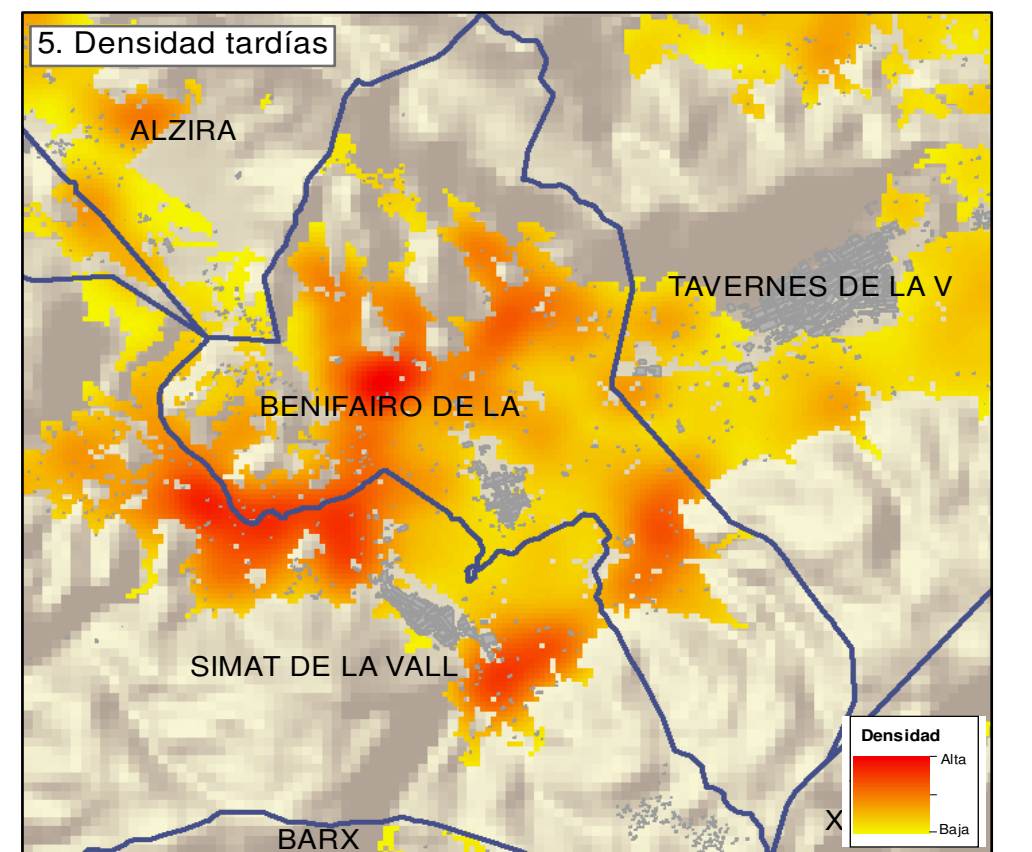 5. Densidad tardías
ALZIRA
TAVERNES DE LA V
BENIFAIRO DE LA
SIMAT DE LA VALL
BARX
X
Densidad
Alta
Baja